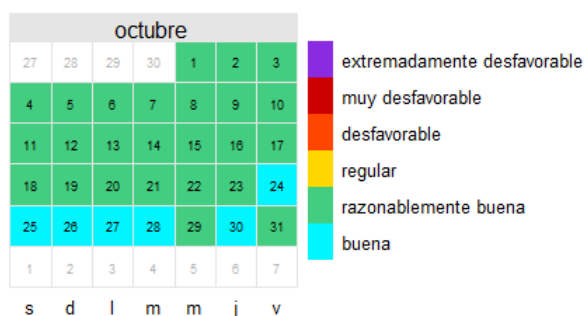 octubre
27 28 29 30 1 2 3
4 5 6 7 8 9 10
11 12 13 14 15 16 17
18 19 20 21 22 23 24
25 26 27 28 29 30 31
1 2 3 4 5 6 7
s d l m m j v
extremadamente desfavorable
muy desfavorable
desfavorable
regular
razonablemente buena
buena